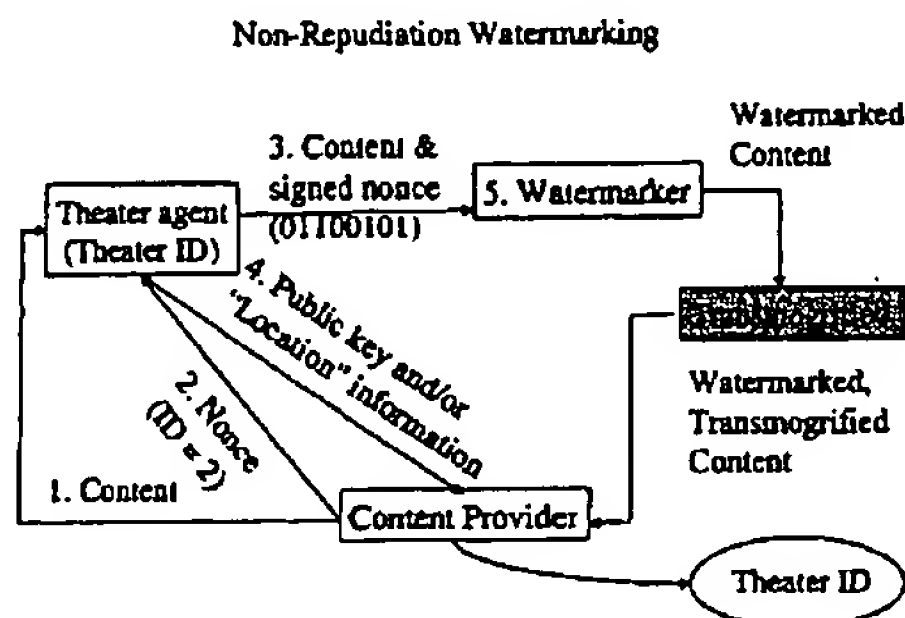 Non-Repudiation Watermarking
3. Content &
signed nonce
(01100101)
Watermarked
Content
5. Watermarker
Theater agent
(Theater ID)
4. Public key and/or
"Location" information
2. Nonce
(ID = 2)
1. Content
Watermarked,
Transmogrified
Content
Content Provider
Theater ID